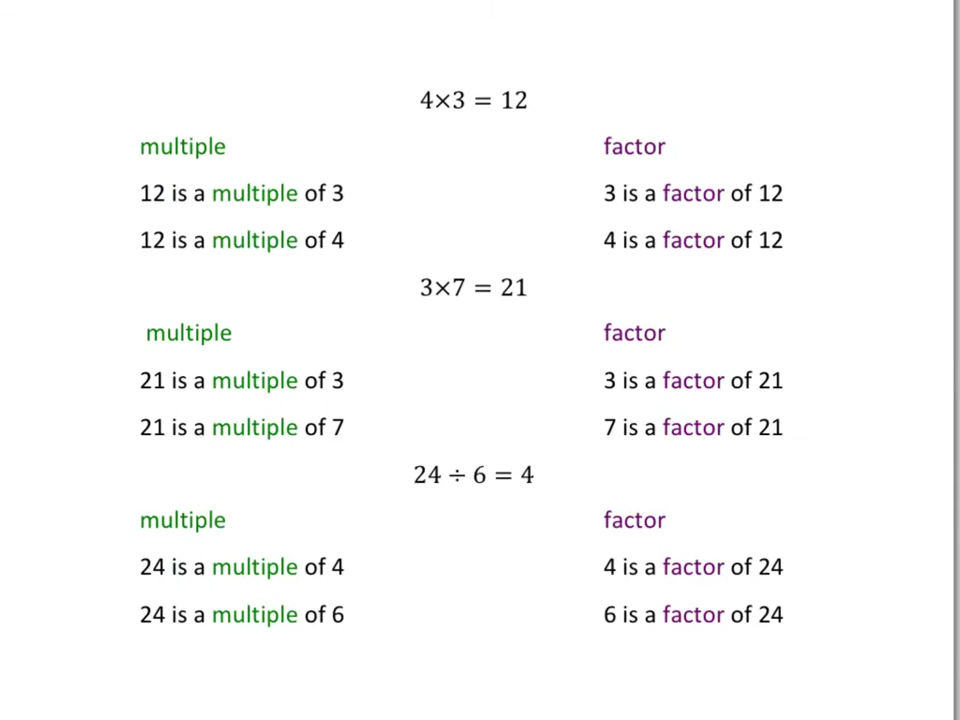 4×3 = 12
multiple factor
12 is a multiple of 3 3 is a factor of 12
12 is a multiple of 4 4 is a factor of 12
3×7 = 21
multiple factor
21 is a multiple of 3 3 is a factor of 21
21 is a multiple of 7 7 is a factor of 21
24 ÷ 6 = 4
multiple factor
24 is a multiple of 4 4 is a factor of 24
24 is a multiple of 6 6 is a factor of 24